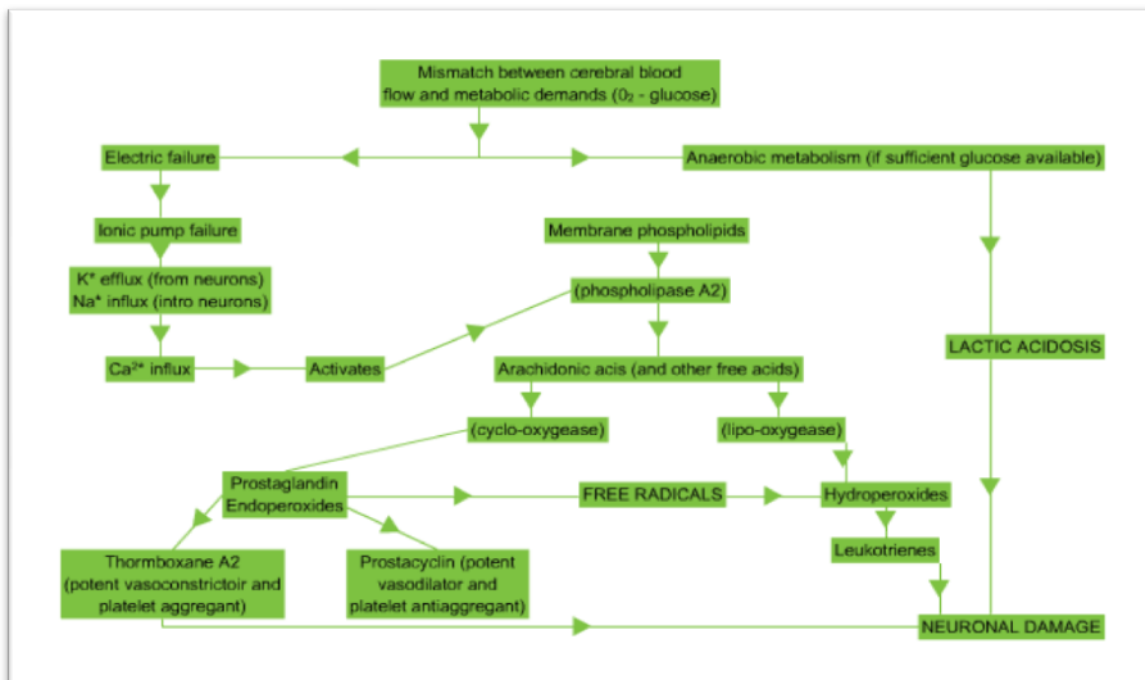 Mismatch between cerebral blood
flow and metabolic demands (0₂ - glucose)
Electric failure
Anaerobic metabolism (if sufficient glucose available)
Ionic pump failure
Membrane phospholipids
K⁺ efflux (from neurons)
Na⁺ influx (intro neurons)
(phospholipase A2)
LACTIC ACIDOSIS
Ca²⁺ influx
Activates
Arachidonic acis (and other free acids)
(cyclo-oxygease)
(lipo-oxygease)
Prostaglandin
Endoperoxides
FREE RADICALS
Hydroperoxides
Leukotrienes
Thormboxane A2
(potent vasoconstrictoir and
platelet aggregant)
Prostacyclin (potent
vasodilator and
platelet antiaggregant)
NEURONAL DAMAGE